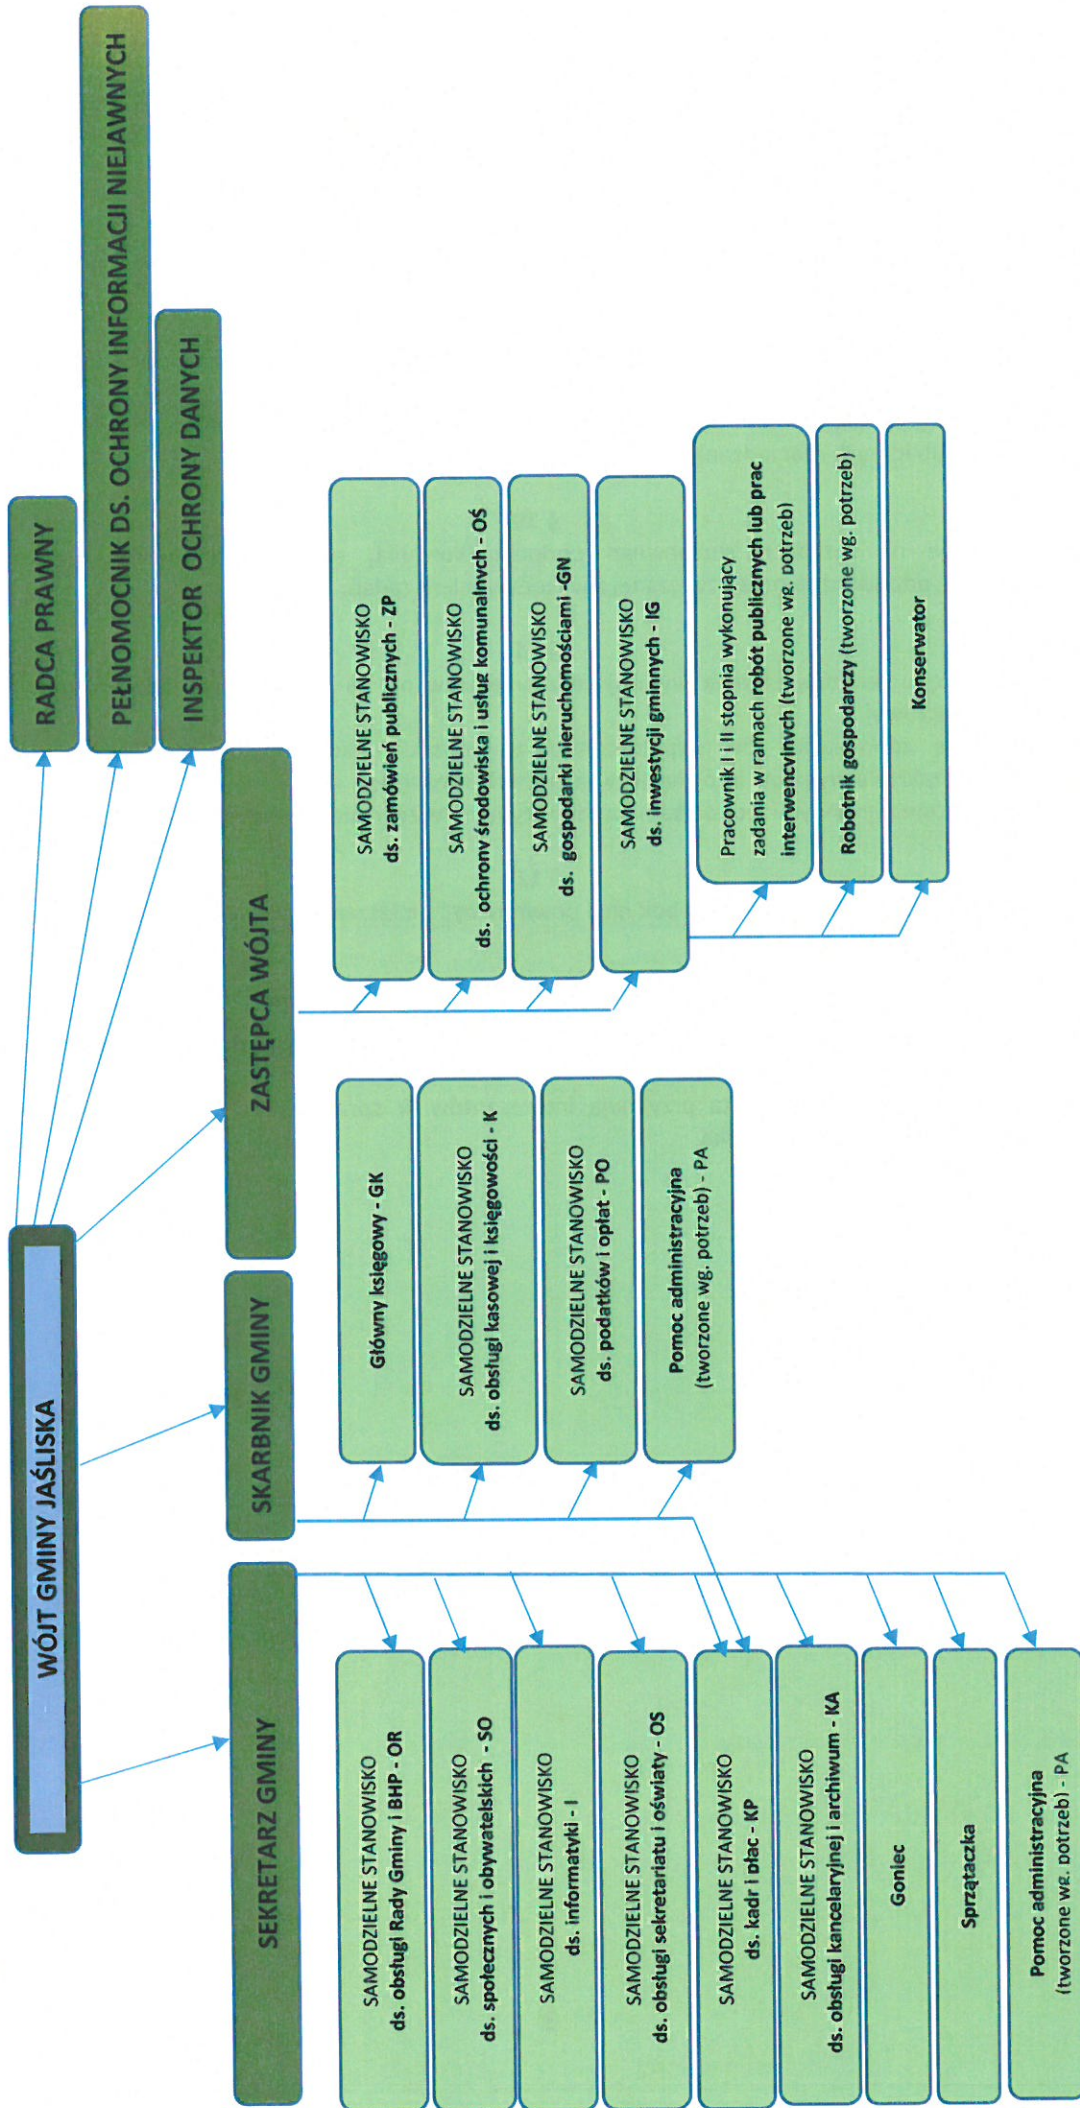 WÓJT GMINY JAŚLISKA
RADCA PRAWNY
PEŁNOMOCNIK DS. OCHRONY INFORMACJI NIEJAWNYCH
INSPEKTOR OCHRONY DANYCH
SEKRETARZ GMINY
SKARBNIK GMINY
ZASTĘPCA WÓJTA
SAMODZIELNE STANOWISKO
ds. obsługi Rady Gminy i BHP - OR
SAMODZIELNE STANOWISKO
ds. społecznych i obywatelskich - SO
SAMODZIELNE STANOWISKO
ds. informatyki - I
SAMODZIELNE STANOWISKO
ds. obsługi sekretariatu i oświaty - OS
SAMODZIELNE STANOWISKO
ds. kadr i płac - KP
SAMODZIELNE STANOWISKO
ds. obsługi kancelaryjnej i archiwum - KA
Goniec
Sprzątaczka
Pomoc administracyjna
(tworzone wg. potrzeb) - PA
Główny księgowy - GK
SAMODZIELNE STANOWISKO
ds. obsługi kasowej i księgowości - K
SAMODZIELNE STANOWISKO
ds. podatków i opłat - PO
Pomoc administracyjna
(tworzone wg. potrzeb) - PA
SAMODZIELNE STANOWISKO
ds. zamówień publicznych - ZP
SAMODZIELNE STANOWISKO
ds. ochrony środowiska i usług komunalnych - OŚ
SAMODZIELNE STANOWISKO
ds. gospodarki nieruchomościami -GN
SAMODZIELNE STANOWISKO
ds. inwestycji gminnych - IG
Pracownik I i II stopnia wykonujący
zadania w ramach robót publicznych lub prac
interwencyjnych (tworzone wg. potrzeb)
Robotnik gospodarczy (tworzone wg. potrzeb)
Konserwator